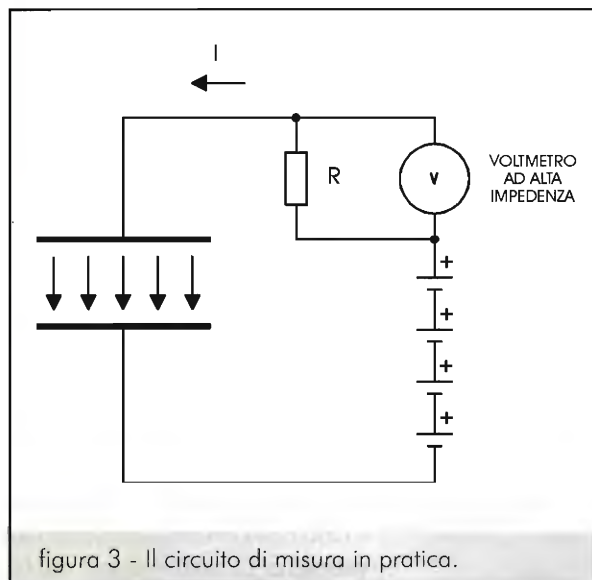 I
R
V
VOLTMETRO
AD ALTA
IMPEDENZA
+
+
+
+
figura 3 - Il circuito di misura in pratica.